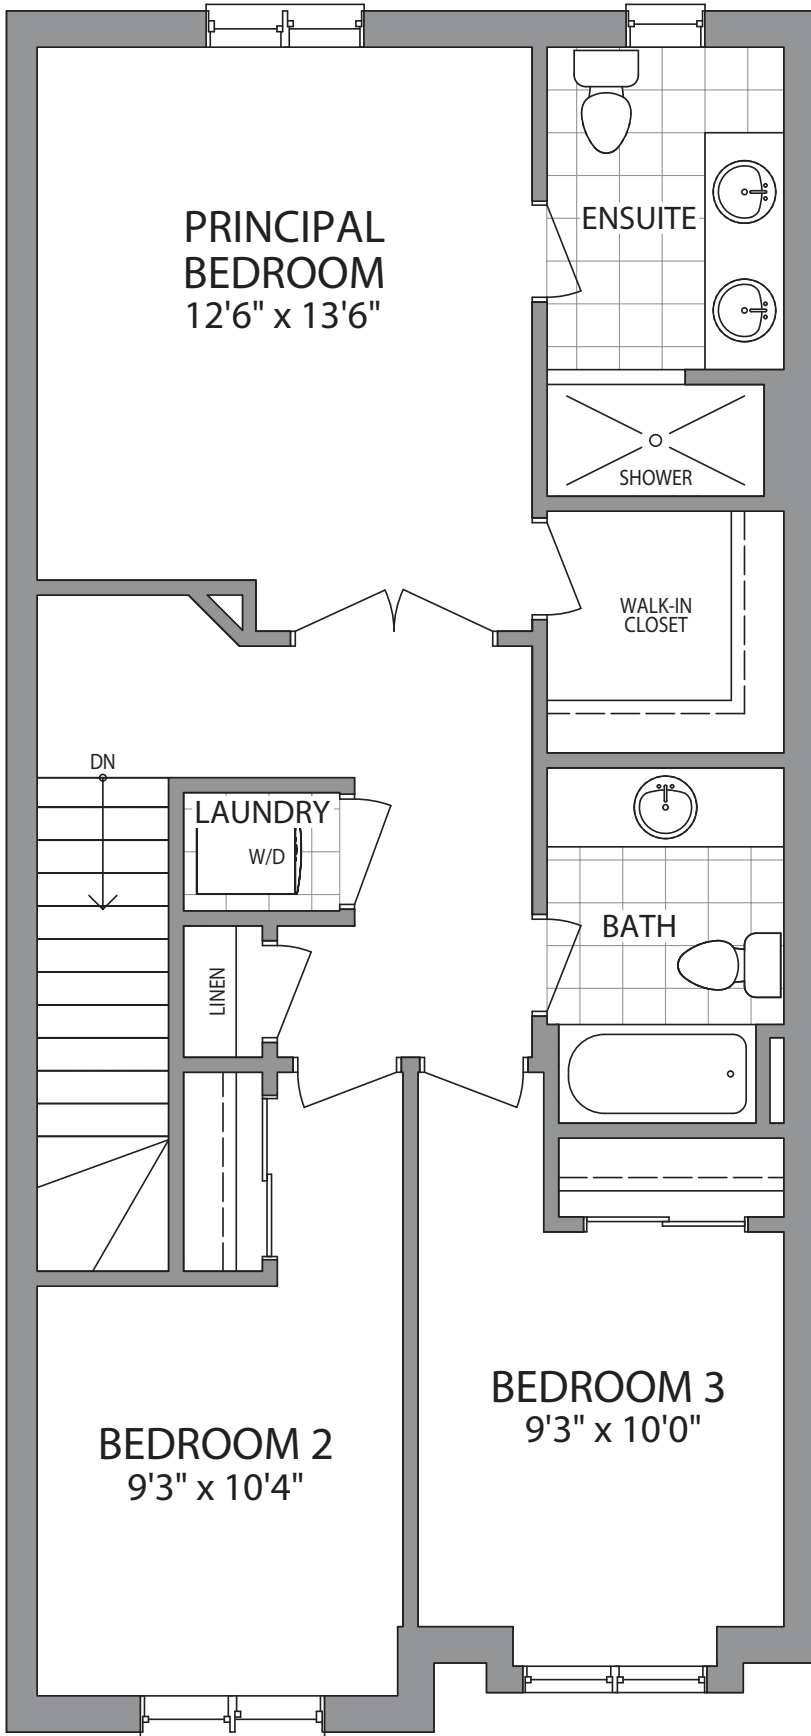 PRINCIPAL
BEDROOM
12'6" x 13'6"
ENSUITE
SHOWER
WALK-IN
CLOSET
DN
LAUNDRY
W/D
LINEN
BATH
BEDROOM 3
9'3" x 10'0"
BEDROOM 2
9'3" x 10'4"